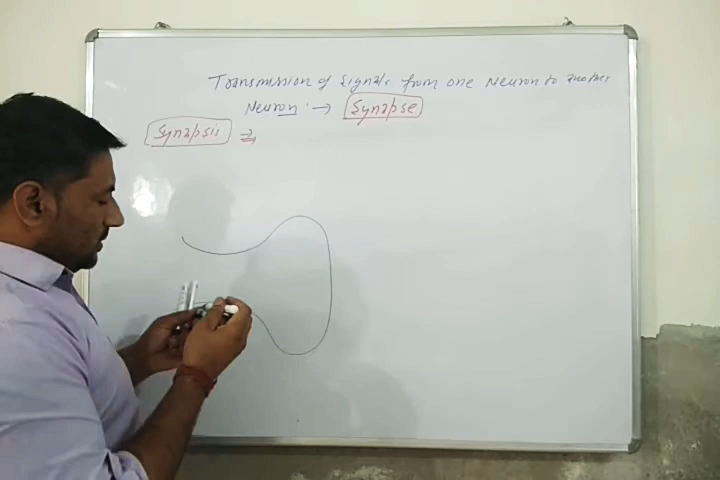 Transmission of signals from one Neuron to another
Neuron. → Synapse
Synapsis ⇒